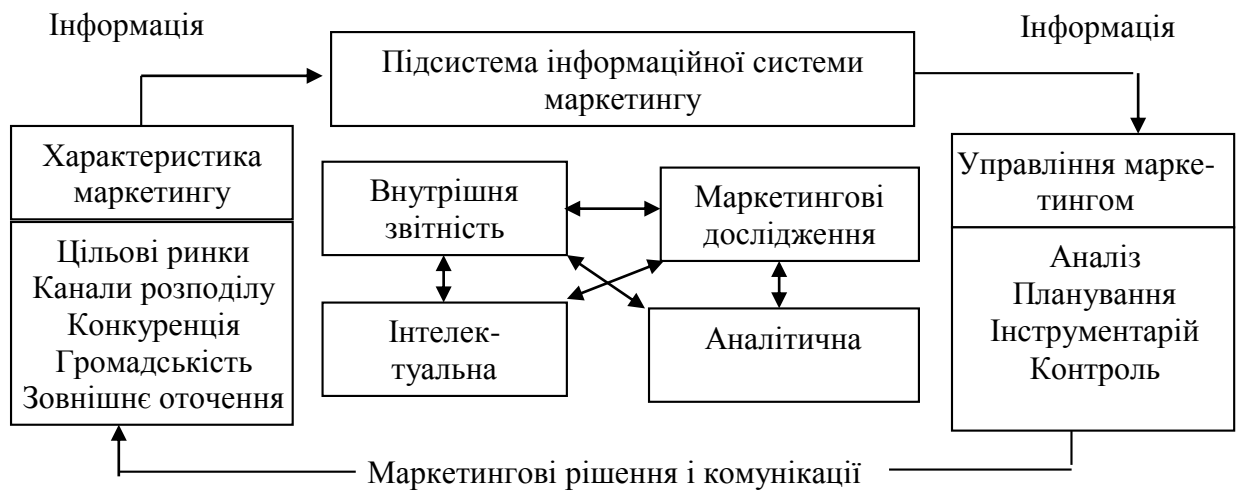 Інформація
Інформація
Підсистема інформаційної системи
маркетингу
Характеристика
маркетингу
Цільові ринки
Канали розподілу
Конкуренція
Громадськість
Зовнішнє оточення
Внутрішня
звітність
Маркетингові
дослідження
Інтелек-
туальна
Аналітична
Управління марке-
тингом
Аналіз
Планування
Інструментарій
Контроль
Маркетингові рішення і комунікації